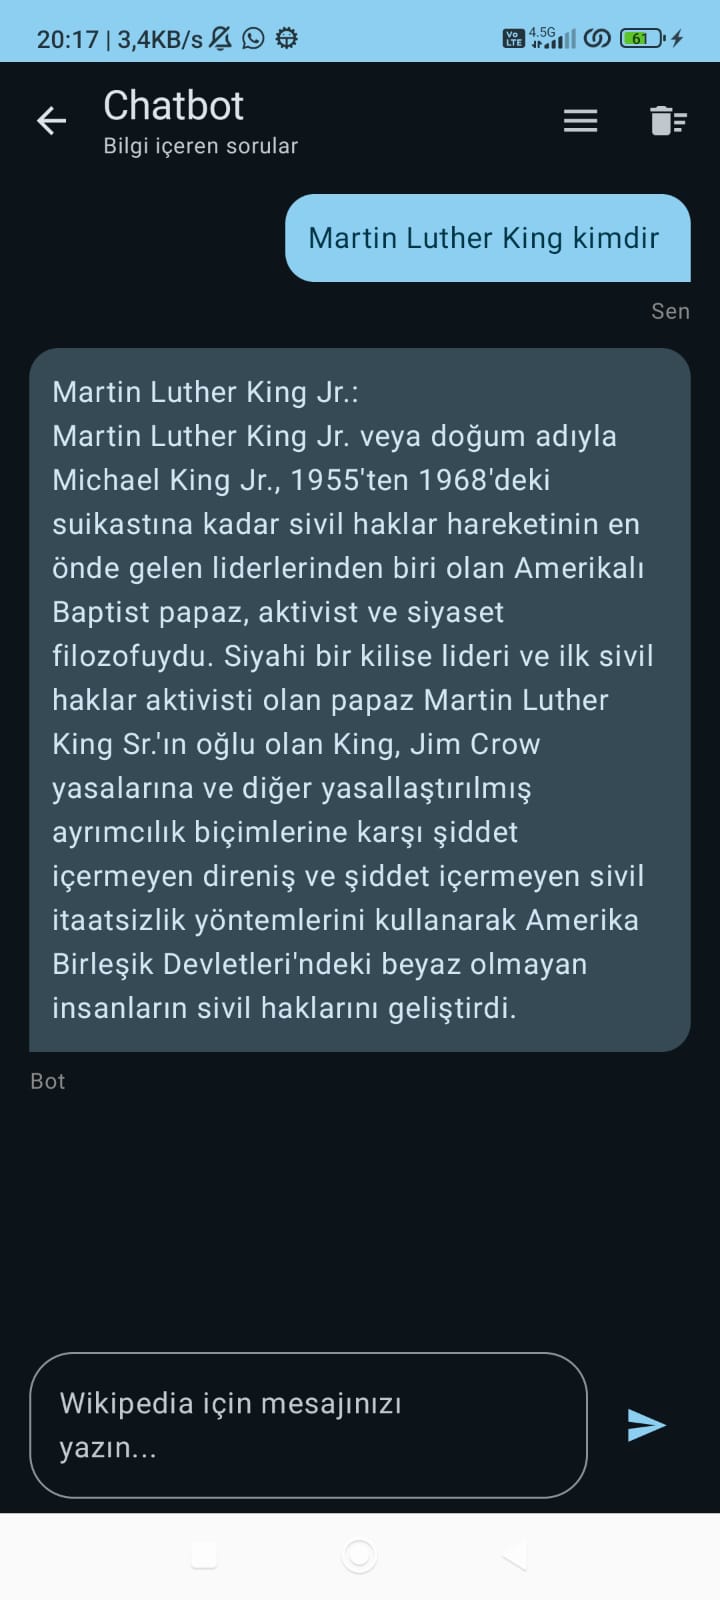 20:17 | 3,4KB/s
Vo LTE 4.5G 61
Chatbot
Bilgi içeren sorular
Martin Luther King kimdir
Sen
Martin Luther King Jr.:
Martin Luther King Jr. veya doğum adıyla
Michael King Jr., 1955'ten 1968'deki
suikastına kadar sivil haklar hareketinin en
önde gelen liderlerinden biri olan Amerikalı
Baptist papaz, aktivist ve siyaset
filozofuydu. Siyahi bir kilise lideri ve ilk sivil
haklar aktivisti olan papaz Martin Luther
King Sr.'ın oğlu olan King, Jim Crow
yasalarına ve diğer yasallaştırılmış
ayrımcılık biçimlerine karşı şiddet
içermeyen direniş ve şiddet içermeyen sivil
itaatsizlik yöntemlerini kullanarak Amerika
Birleşik Devletleri'ndeki beyaz olmayan
insanların sivil haklarını geliştirdi.
Bot
Wikipedia için mesajınızı
yazın...